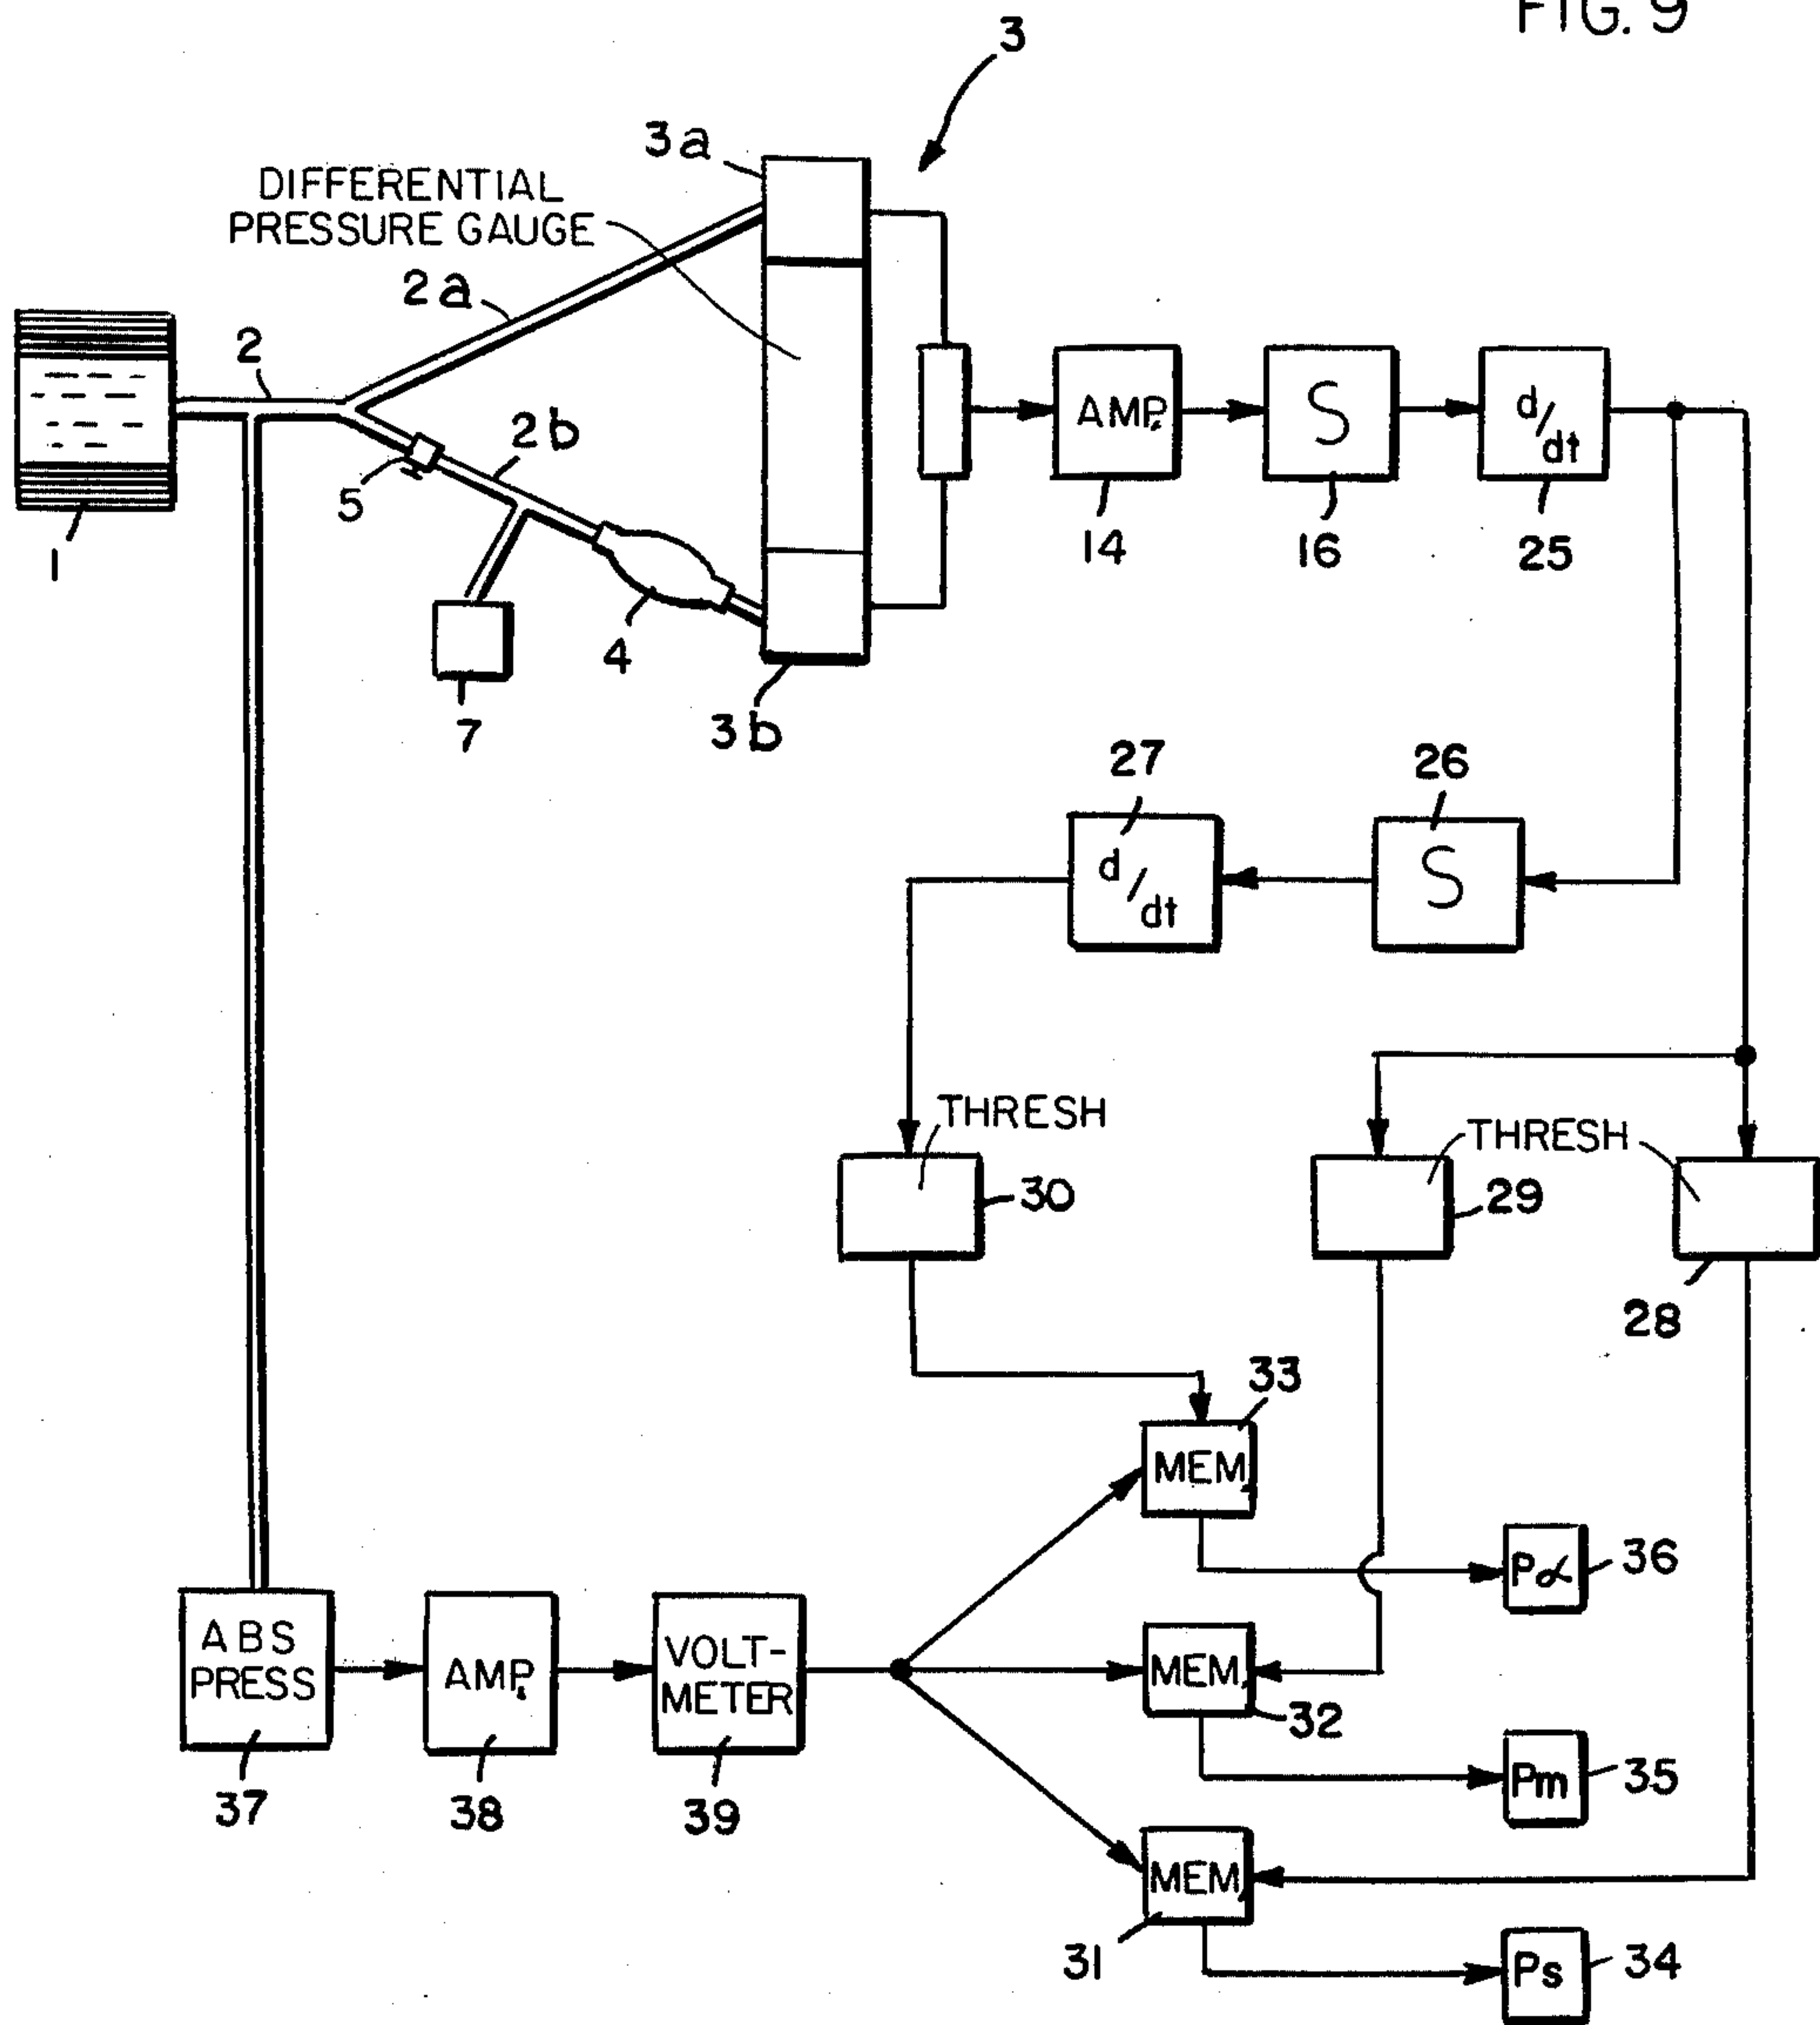 FIG. 9
3
3a
DIFFERENTIAL
PRESSURE GAUGE
2a
2
2b
5
1
4
7
3b
AMP.
14
S
16
d/dt
25
27
d/dt
26
S
THRESH
30
THRESH
29
28
33
MEM.
Pα
36
ABS
PRESS
37
AMP.
38
VOLT-
METER
39
MEM.
32
Pm
35
MEM.
31
Ps
34